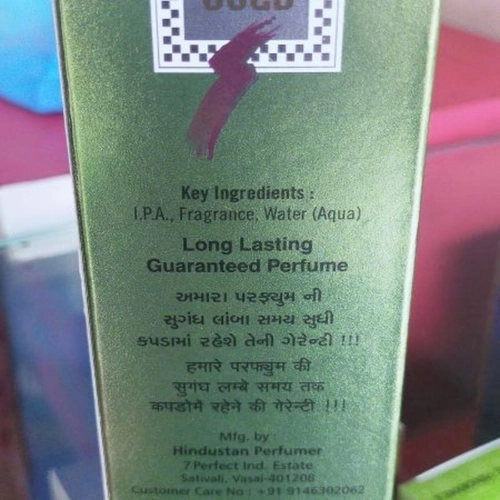 GOLD
Key Ingredients :
I.P.A., Fragrance, Water (Aqua)
Long Lasting
Guaranteed Perfume
અમારા પરફ્યુમ ની
સુગંધ લાંબા સમય સુધી
કપડામાં રહેશે તેની ગેરેન્ટી !!!
हमारे परफ्युम की
सुगंध लम्बे समय तक
कपडोमें रहेने की गेरेन्टी !!!
Mfg. by :
Hindustan Perfumer
7 Perfect Ind. Estate
Sativali, Vasai-401208
Customer Care No : +91 9146302062